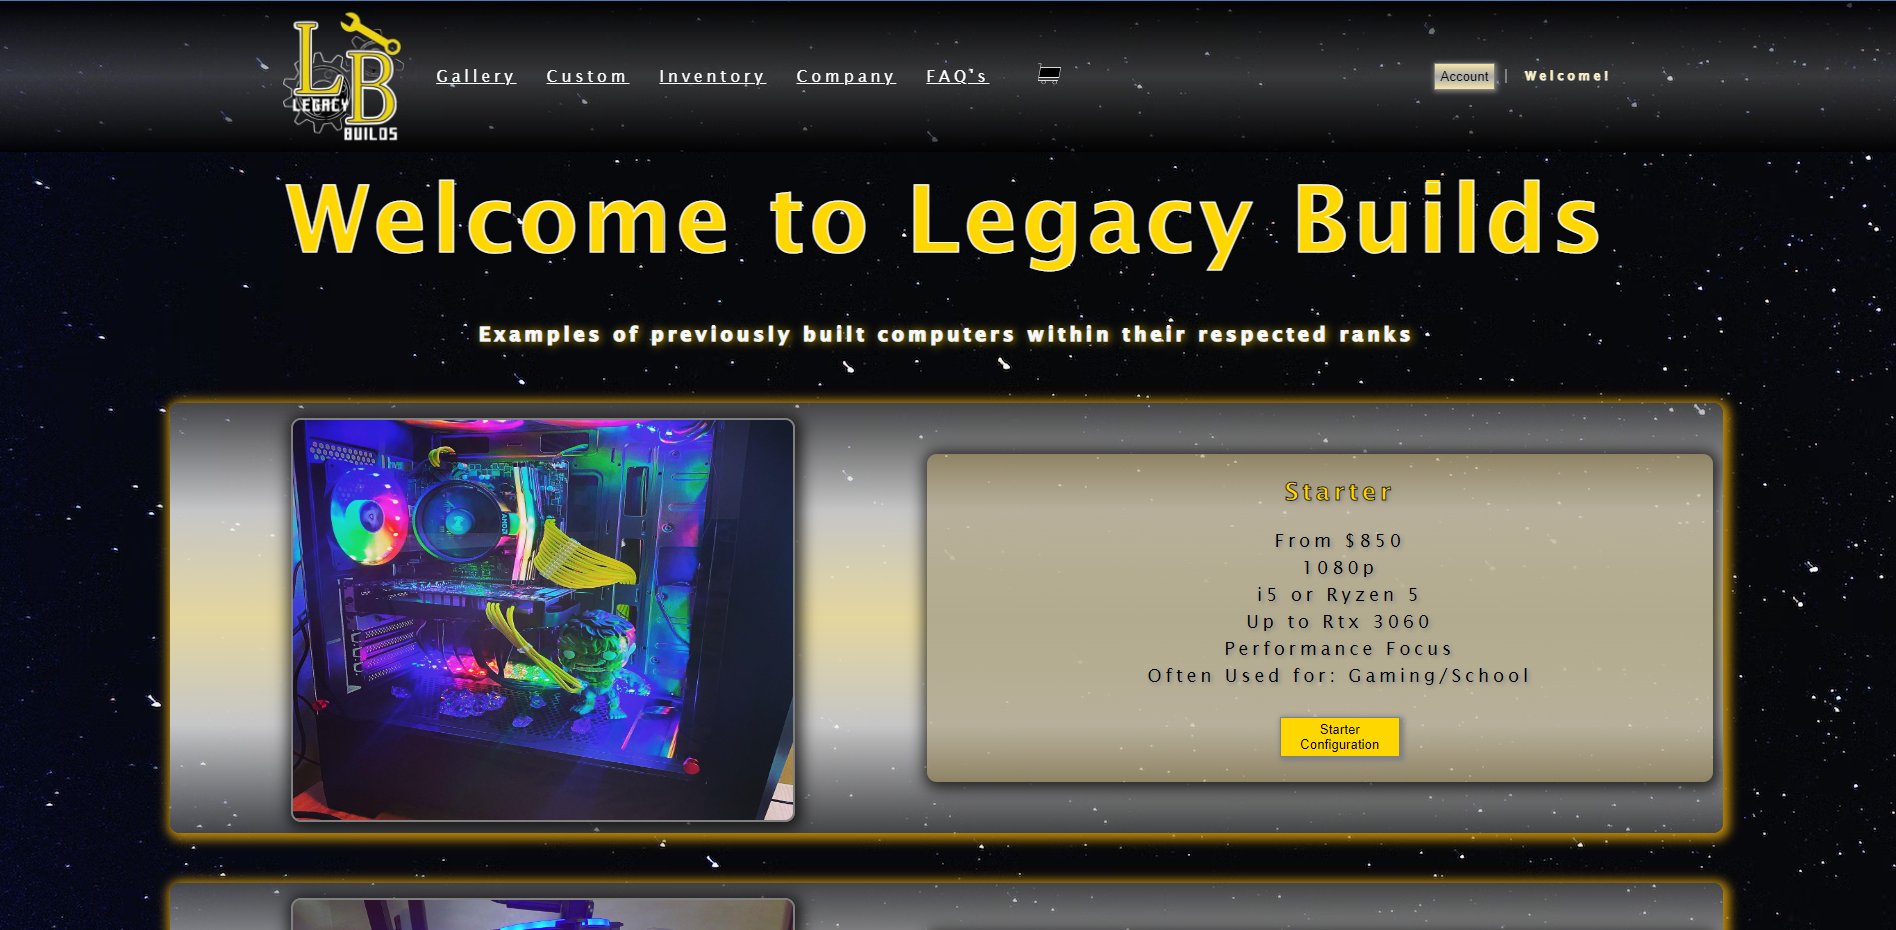 LB
LEGACY
BUILDS
Gallery Custom Inventory Company FAQ's
Account | Welcome!
Welcome to Legacy Builds
Examples of previously built computers within their respected ranks
AMD
Starter
From $850
1080p
i5 or Ryzen 5
Up to Rtx 3060
Performance Focus
Often Used for: Gaming/School
Starter
Configuration